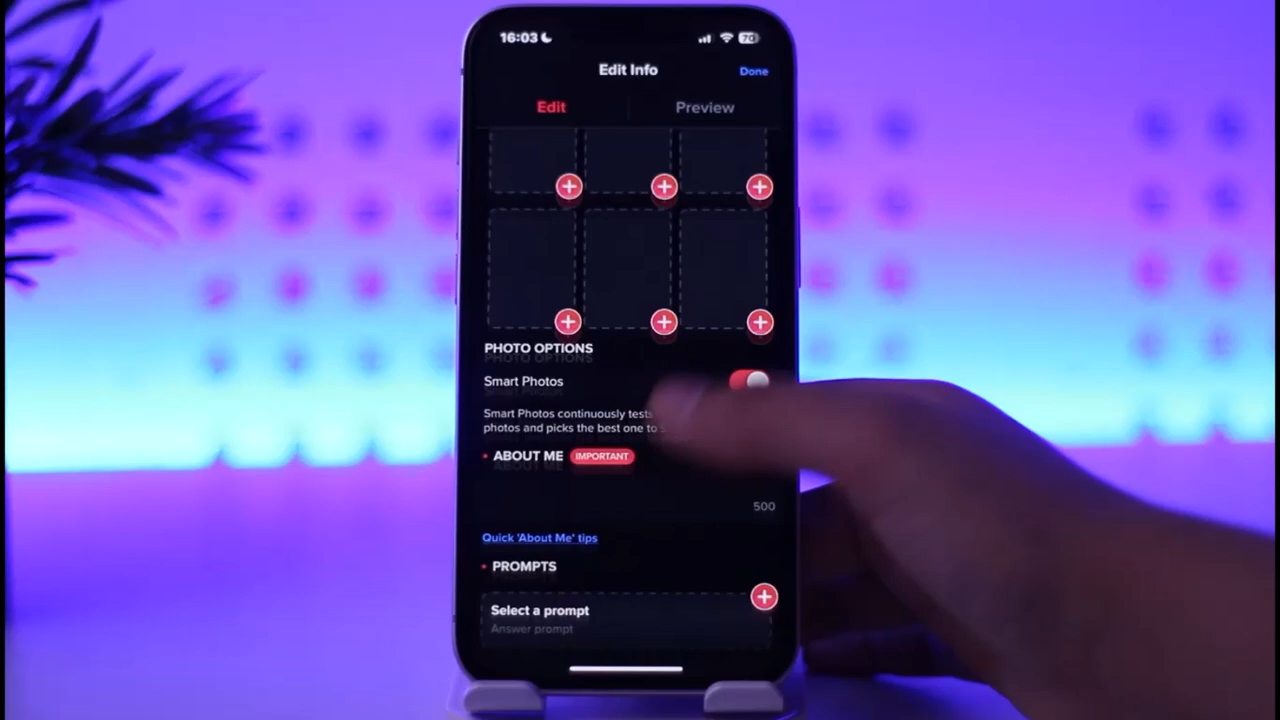 16:03
70
Edit Info
Done
Edit
Preview
PHOTO OPTIONS
Smart Photos
Smart Photos continuously tests
photos and picks the best one to
ABOUT ME IMPORTANT
500
Quick 'About Me' tips
PROMPTS
Select a prompt
Answer prompt